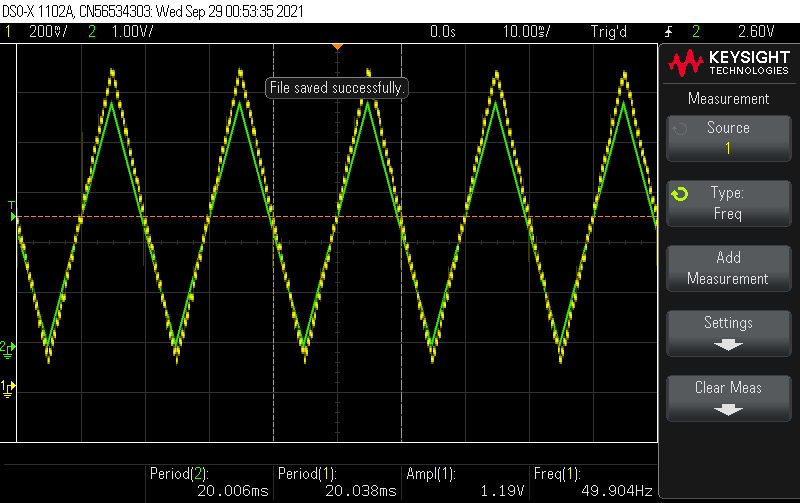 DSO-X 1102A, CN56534303: Wed Sep 29 00:53:35 2021
1 200mV/ 2 1.00V/ 0.0s 10.00ms/ Trig'd 2 2.60V
KEYSIGHT
TECHNOLOGIES
File saved successfully.
Measurement
Source
1
T
Type:
Freq
Add
Measurement
Settings
2
1
Clear Meas
Period(2): Period(1): Ampl(1): Freq(1):
20.006ms 20.038ms 1.19V 49.904Hz